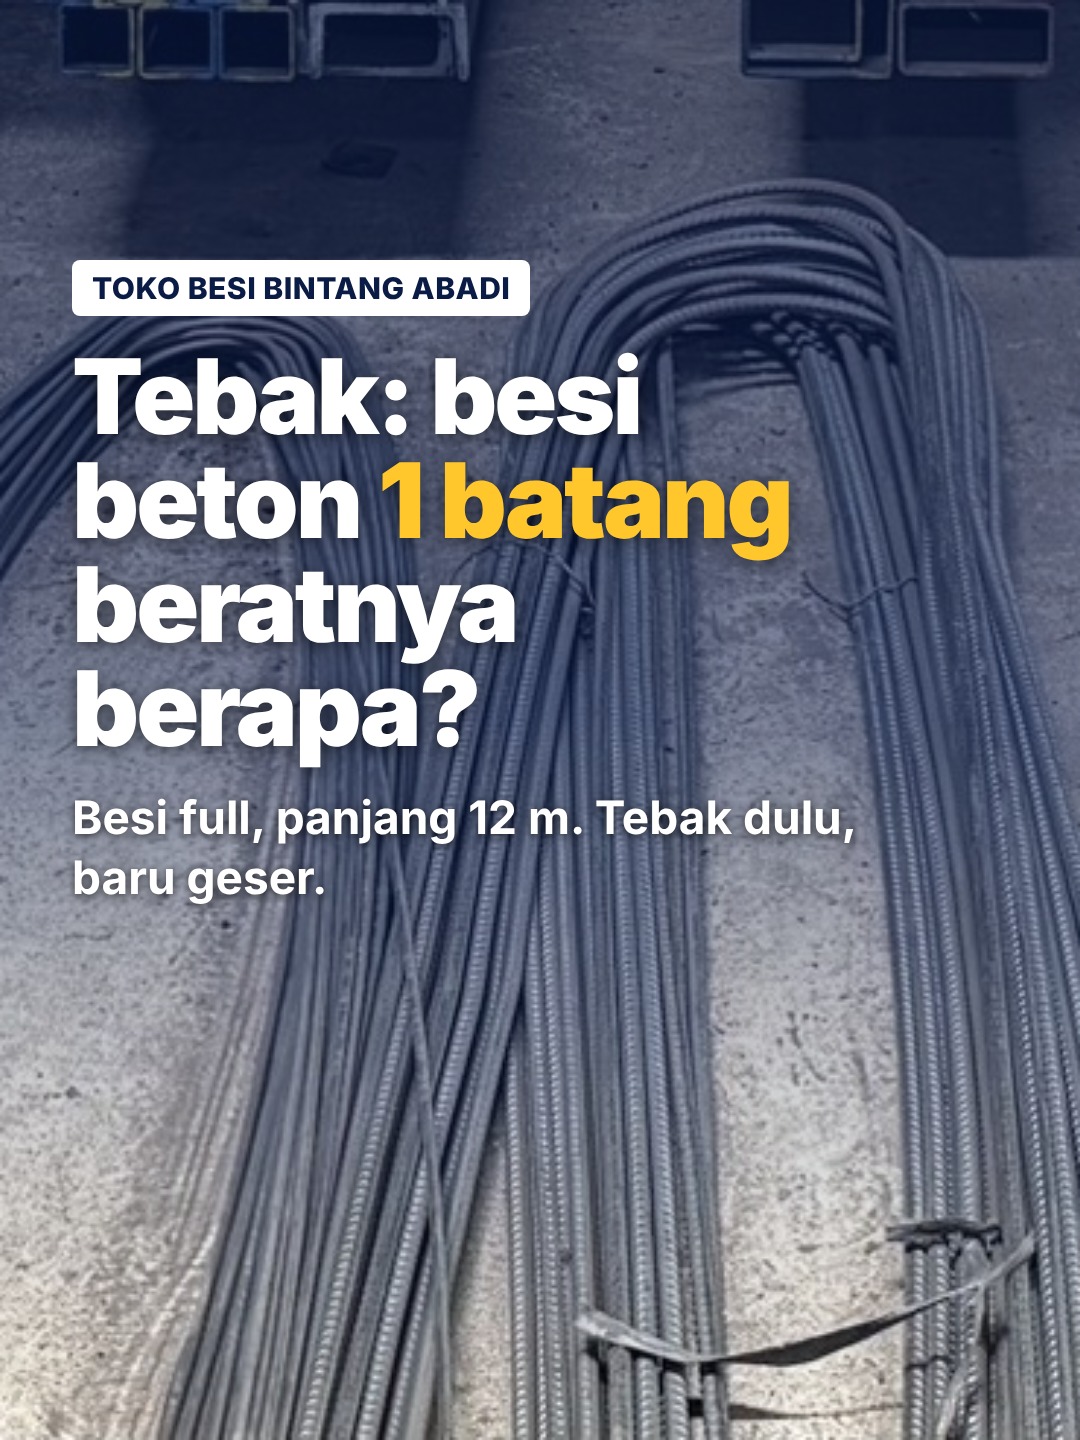 TOKO BESI BINTANG ABADI
Tebak: besi
beton 1 batang
beratnya
berapa?
Besi full, panjang 12 m. Tebak dulu,
baru geser.